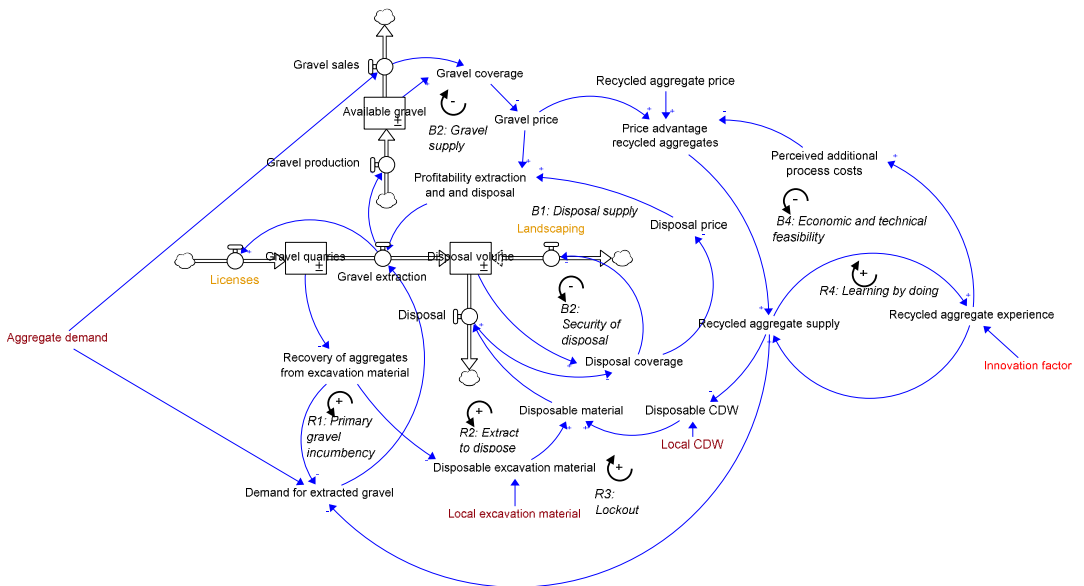 Gravel sales
Gravel coverage
Recycled aggregate price
Available gravel
B2: Gravel
supply
Gravel price
Price advantage
recycled aggregates
Gravel production
Profitability extraction
and and disposal
Perceived additional
process costs
B1: Disposal supply
Disposal price
B4: Economic and technical
feasibility
Landscaping
Gravel quarries
Disposal volume
Licenses
Gravel extraction
R4: Learning by doing
Disposal
B2:
Security of
disposal
Recycled aggregate supply
Recycled aggregate experience
Aggregate demand
Recovery of aggregates
from excavation material
Disposal coverage
Innovation factor
R1: Primary
gravel
incumbency
Disposable material
Disposable CDW
R2: Extract
to dispose
Local CDW
Disposable excavation material
R3:
Lockout
Demand for extracted gravel
Local excavation material